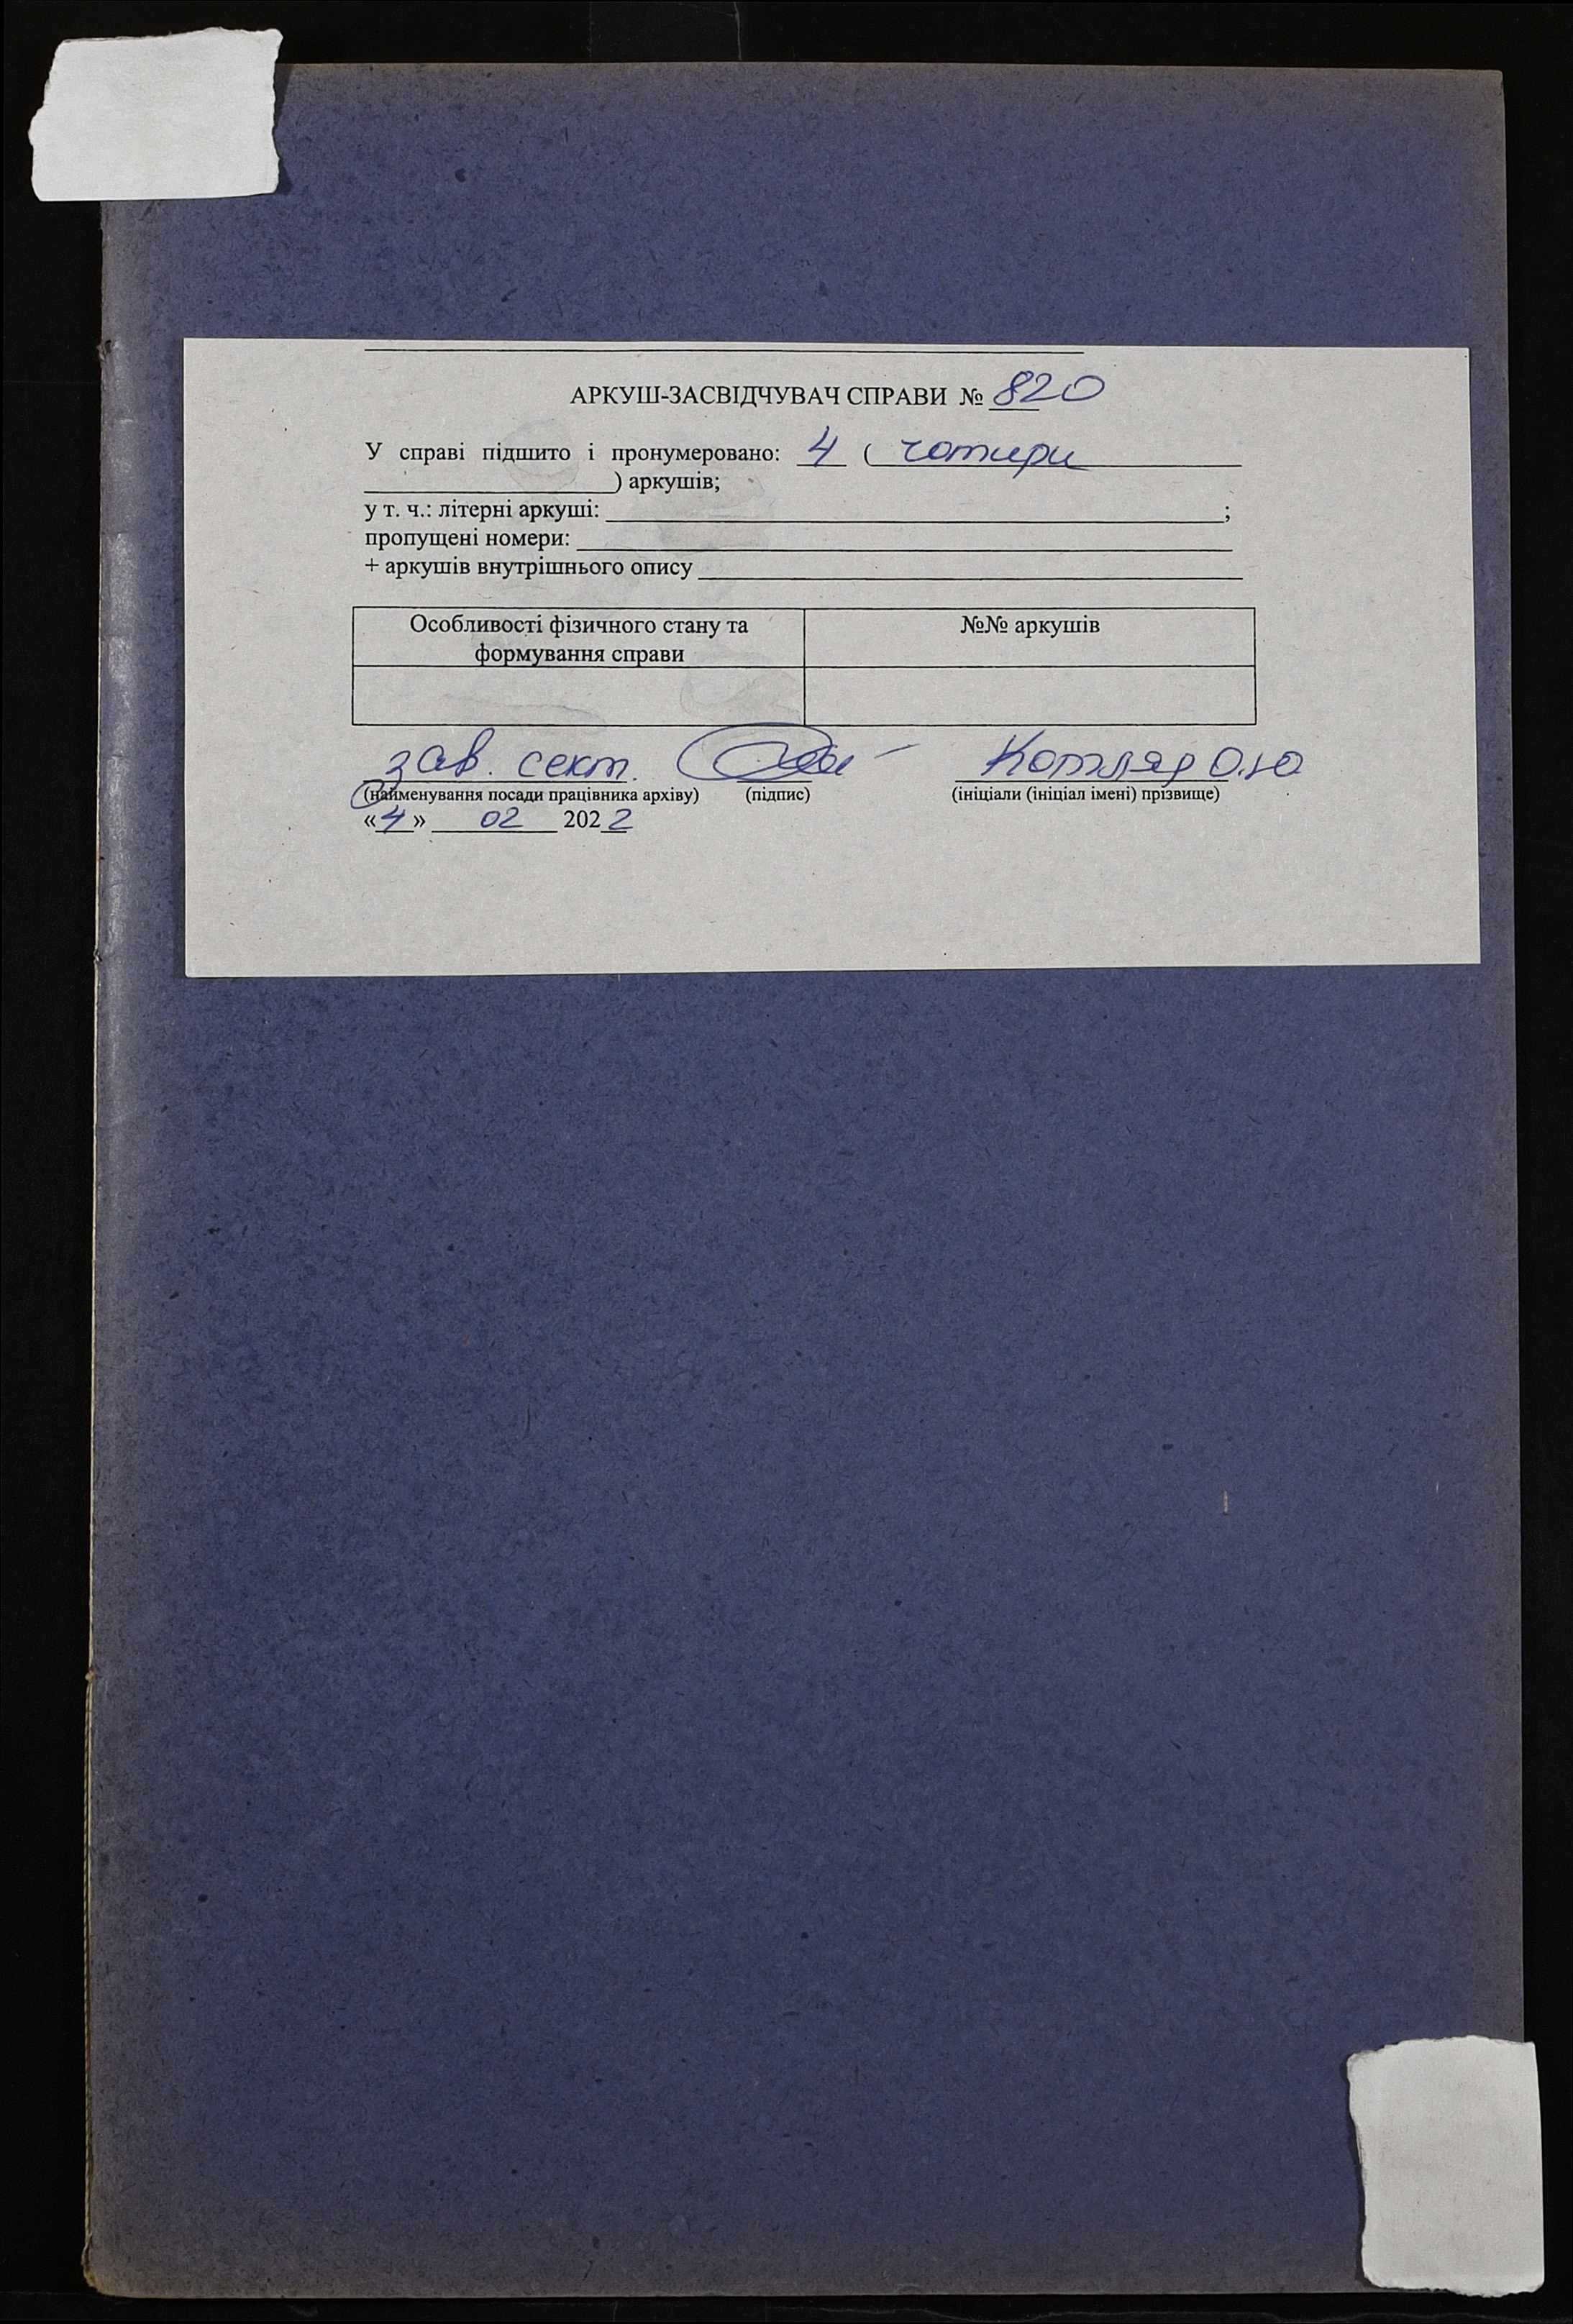 АРКУШ-ЗАСВІДЧУВАЧ СПРАВИ № 820
У справі підшито і пронумеровано: 4 ( чотири
) аркушів;
у т. ч.: літерні аркуші: ;
пропущені номери:
+ аркушів внутрішнього опису
Особливості фізичного стану та формування справи
№№ аркушів
зав. сект. Котляр О.Ю
(найменування посади працівника архіву) (підпис) (ініціали (ініціал імені) прізвище)
«4» 02 2022